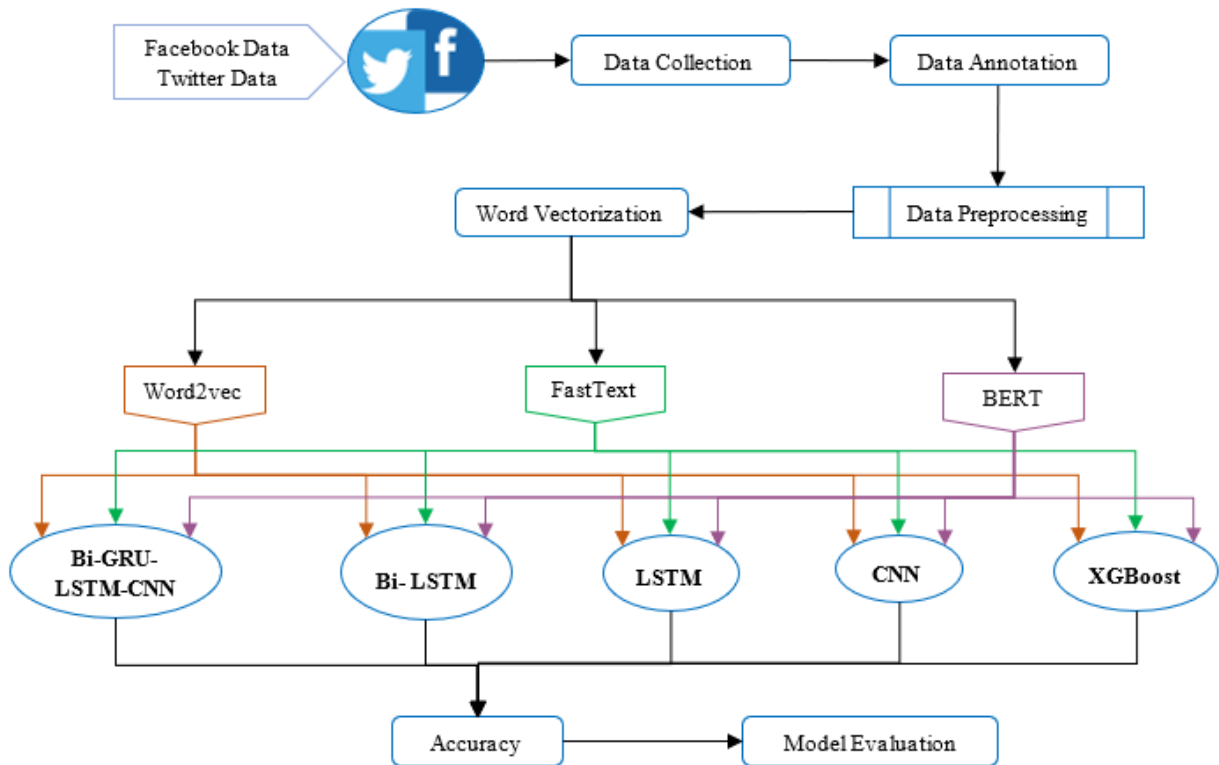 Facebook Data
Twitter Data
f
Data Collection
Data Annotation
Word Vectorization
Data Preprocessing
Word2vec
FastText
BERT
Bi-GRU-
LSTM-CNN
Bi- LSTM
LSTM
CNN
XGBoost
Accuracy
Model Evaluation